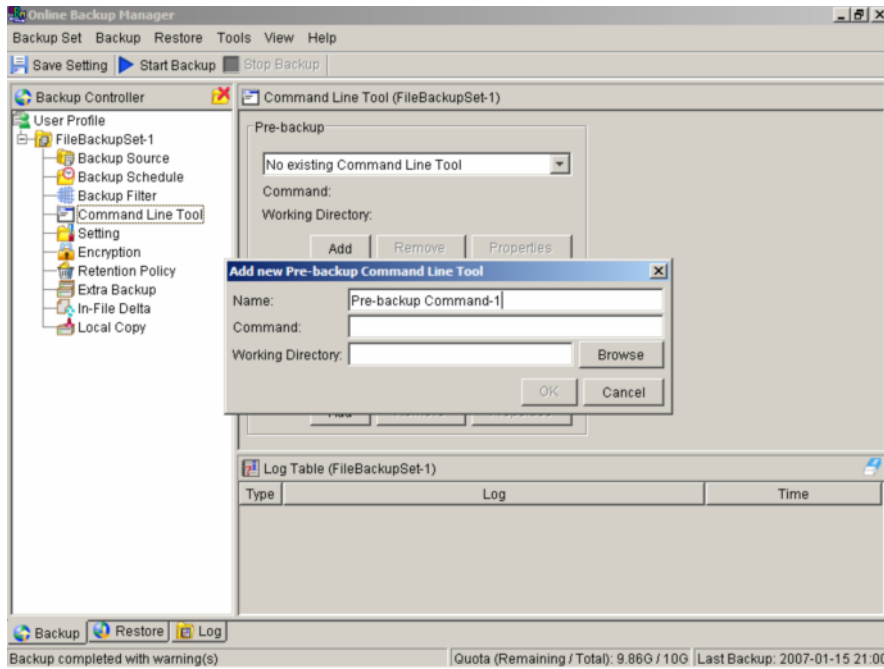 Online Backup Manager
Backup Set Backup Restore Tools View Help
Save Setting Start Backup Stop Backup
Backup Controller
User Profile
FileBackupSet-1
Backup Source
Backup Schedule
Backup Filter
Command Line Tool
Setting
Encryption
Retention Policy
Extra Backup
In-File Delta
Local Copy
Command Line Tool (FileBackupSet-1)
Pre-backup
No existing Command Line Tool
Command:
Working Directory:
Add Remove Properties
Add new Pre-backup Command Line Tool
Name: Pre-backup Command-1
Command:
Working Directory: Browse
OK Cancel
Log Table (FileBackupSet-1)
Type Log Time
Backup Restore Log
Backup completed with warning(s) Quota (Remaining / Total): 9.86G / 10G Last Backup: 2007-01-15 21:00